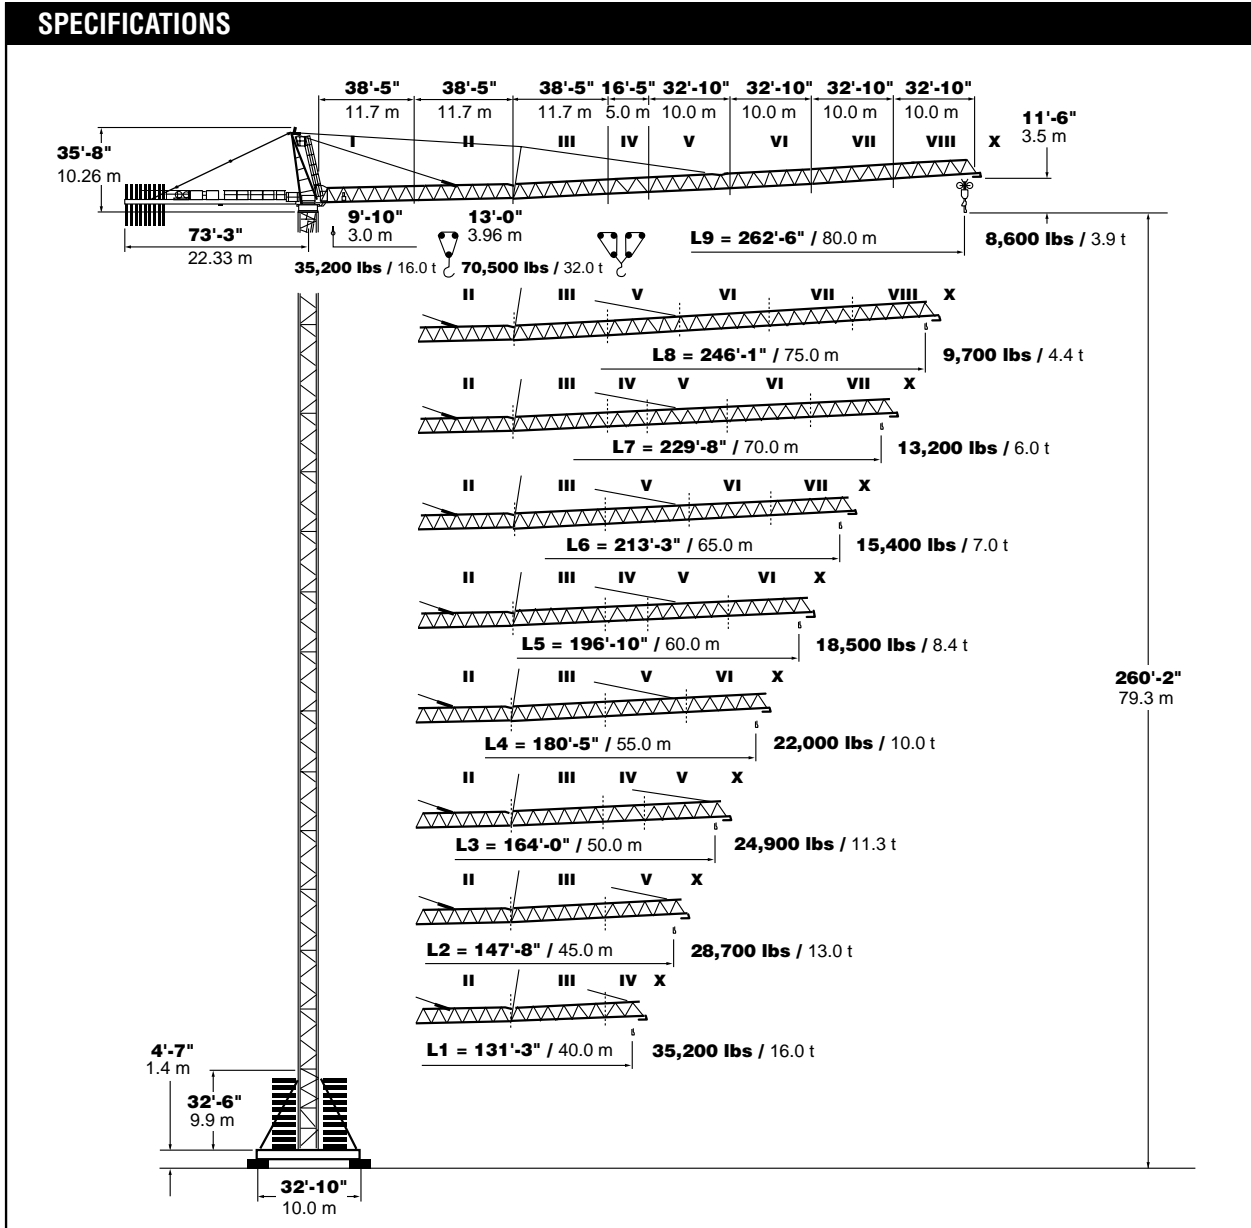 SPECIFICATIONS
38'-5" 38'-5" 38'-5" 16'-5" 32'-10" 32'-10" 32'-10" 32'-10"
11.7 m 11.7 m 11.7 m 5.0 m 10.0 m 10.0 m 10.0 m 10.0 m
11'-6"
3.5 m
I II III IV V VI VII VIII X
35'-8"
10.26 m
9'-10" 13'-0"
3.0 m 3.96 m
73'-3"
22.33 m
L9 = 262'-6" / 80.0 m
8,600 lbs / 3.9 t
35,200 lbs / 16.0 t 70,500 lbs / 32.0 t
II III V VI VII VIII X
L8 = 246'-1" / 75.0 m 9,700 lbs / 4.4 t
II III IV V VI VII X
L7 = 229'-8" / 70.0 m 13,200 lbs / 6.0 t
II III V VI VII X
L6 = 213'-3" / 65.0 m 15,400 lbs / 7.0 t
II III IV V VI X
L5 = 196'-10" / 60.0 m 18,500 lbs / 8.4 t
260'-2"
79.3 m
II III V VI X
L4 = 180'-5" / 55.0 m 22,000 lbs / 10.0 t
II III IV V X
L3 = 164'-0" / 50.0 m 24,900 lbs / 11.3 t
II III V X
L2 = 147'-8" / 45.0 m 28,700 lbs / 13.0 t
II III IV X
L1 = 131'-3" / 40.0 m 35,200 lbs / 16.0 t
4'-7"
1.4 m
32'-6"
9.9 m
32'-10"
10.0 m